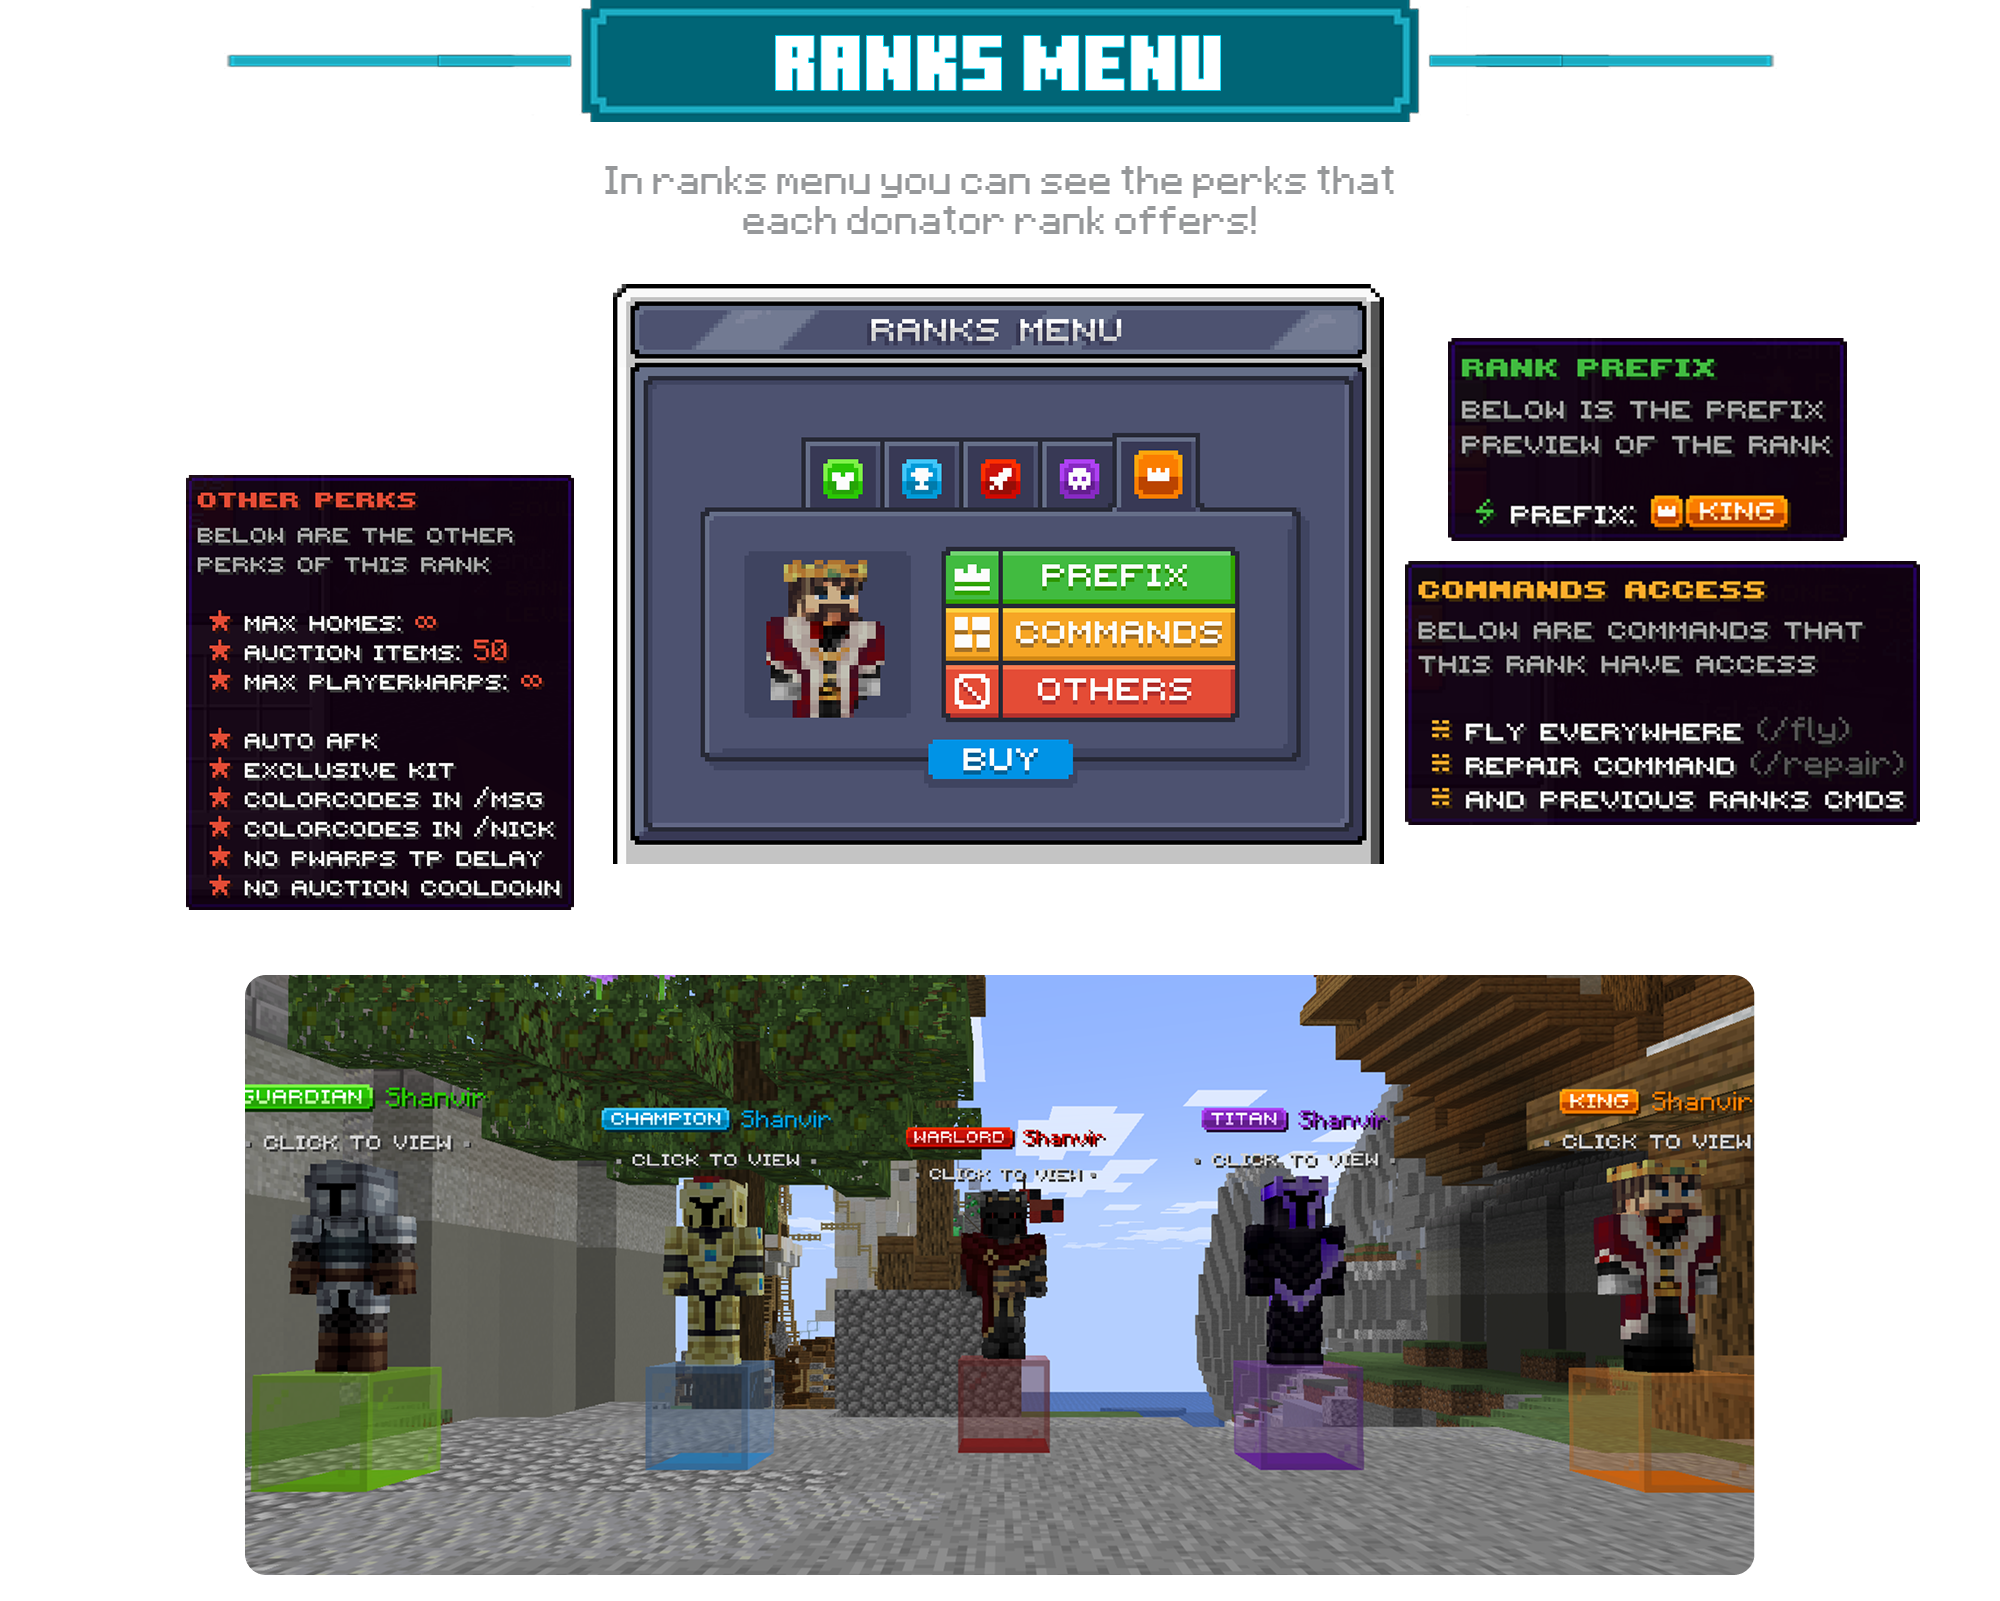 RANKS MENU
In ranks menu you can see the perks that
each donator rank offers!
RANKS MENU
PREFIX
COMMANDS
OTHERS
BUY
OTHER PERKS
BELOW ARE THE OTHER
PERKS OF THIS RANK
MAX HOMES: ∞
AUCTION ITEMS: 50
MAX PLAYERWARPS: ∞
AUTO AFK
EXCLUSIVE KIT
COLORCODES IN /MSG
COLORCODES IN /NICK
NO PWARPS TP DELAY
NO AUCTION COOLDOWN
RANK PREFIX
BELOW IS THE PREFIX
PREVIEW OF THE RANK
PREFIX: KING
COMMANDS ACCESS
BELOW ARE COMMANDS THAT
THIS RANK HAVE ACCESS
FLY EVERYWHERE (/fly)
REPAIR COMMAND (/repair)
AND PREVIOUS RANKS CMDS
GUARDIAN Shanvir
• CLICK TO VIEW •
CHAMPION Shanvir
• CLICK TO VIEW •
WARLORD Shanvir
CLICK TO VIEW •
TITAN Shanvir
• CLICK TO VIEW •
KING Shanvir
• CLICK TO VIEW